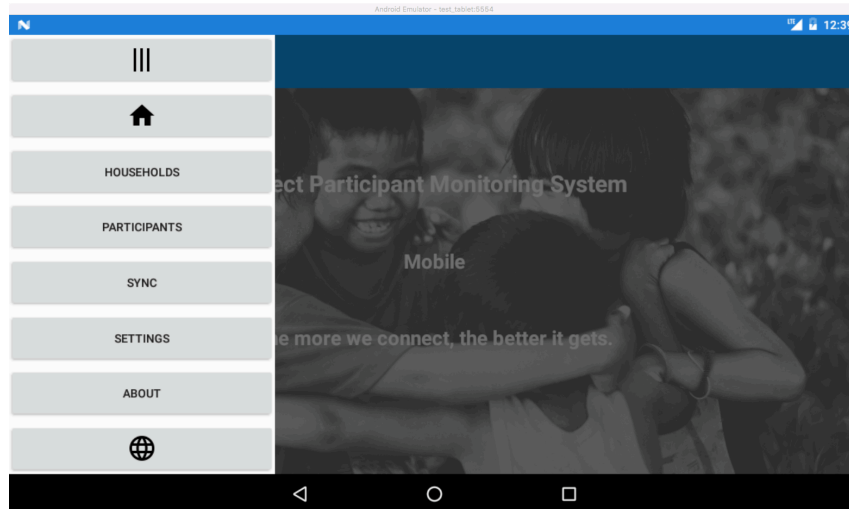 Android Emulator - test_tablet:5554
LTE 12:39
HOUSEHOLDS
ect Participant Monitoring System
PARTICIPANTS
Mobile
SYNC
SETTINGS
e more we connect, the better it gets.
ABOUT